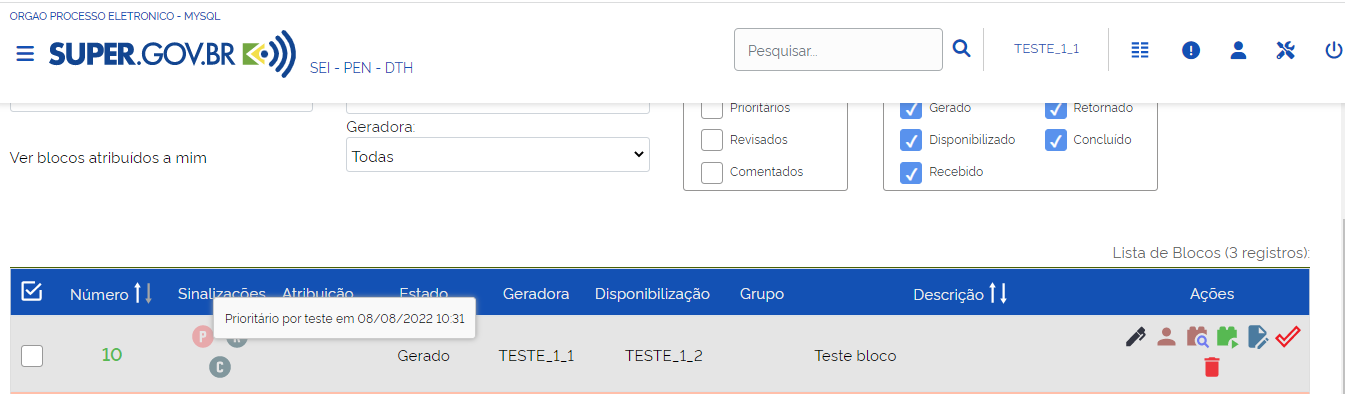 ORGAO PROCESSO ELETRONICO - MYSQL
SUPER.GOV.BR
SEI - PEN - DTH
Pesquisar...
TESTE_1_1
Prioritários
Gerado
Retornado
Geradora:
Ver blocos atribuídos a mim
Todas
Revisados
Disponibilizado
Concluído
Comentados
Recebido
Lista de Blocos (3 registros):
Número Sinalizações Atribuição Estado Geradora Disponibilização Grupo Descrição Ações
Prioritário por teste em 08/08/2022 10:31
P
10 Gerado TESTE_1_1 TESTE_1_2 Teste bloco
C